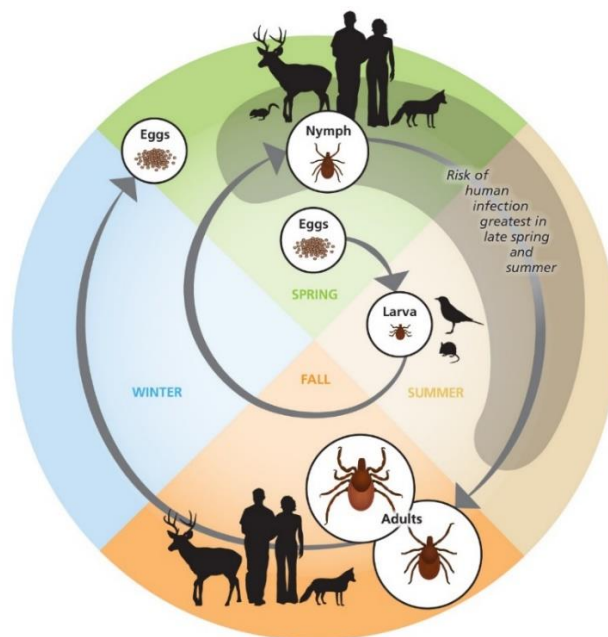 Eggs
Nymph
Risk of
human
infection
greatest in
late spring
and
summer
Eggs
SPRING
Larva
WINTER
FALL
SUMMER
Adults